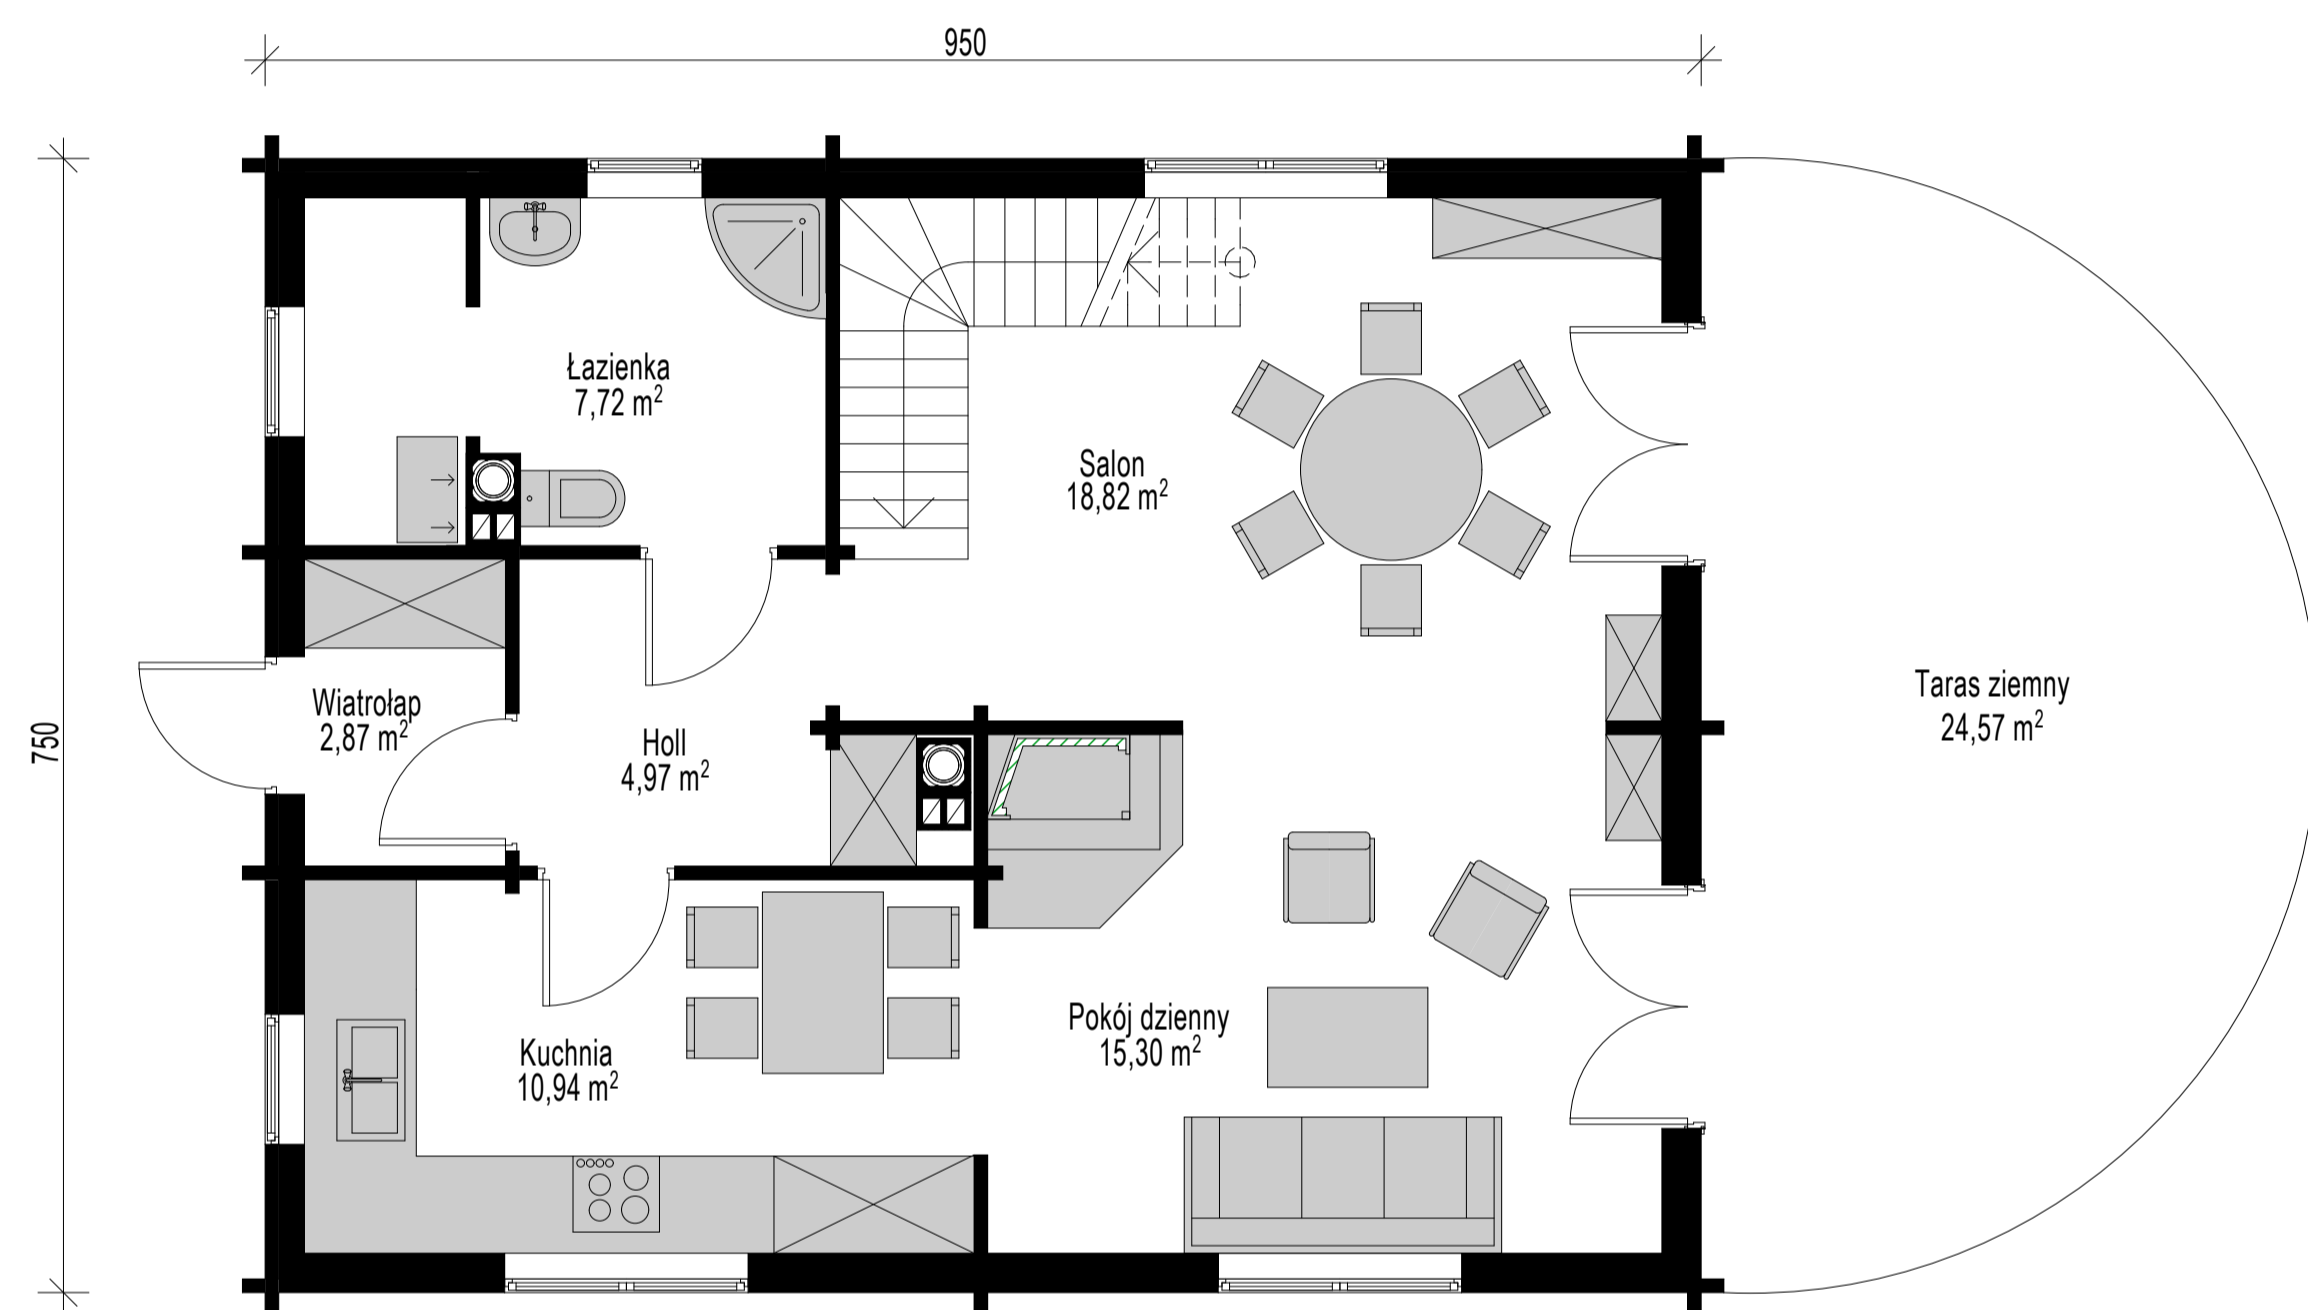 950
Łazienka
7,72 m²
Salon
18,82 m²
Wiatrołap
2,87 m²
Holl
4,97 m²
Taras ziemny
24,57 m²
750
Kuchnia
10,94 m²
Pokój dzienny
15,30 m²